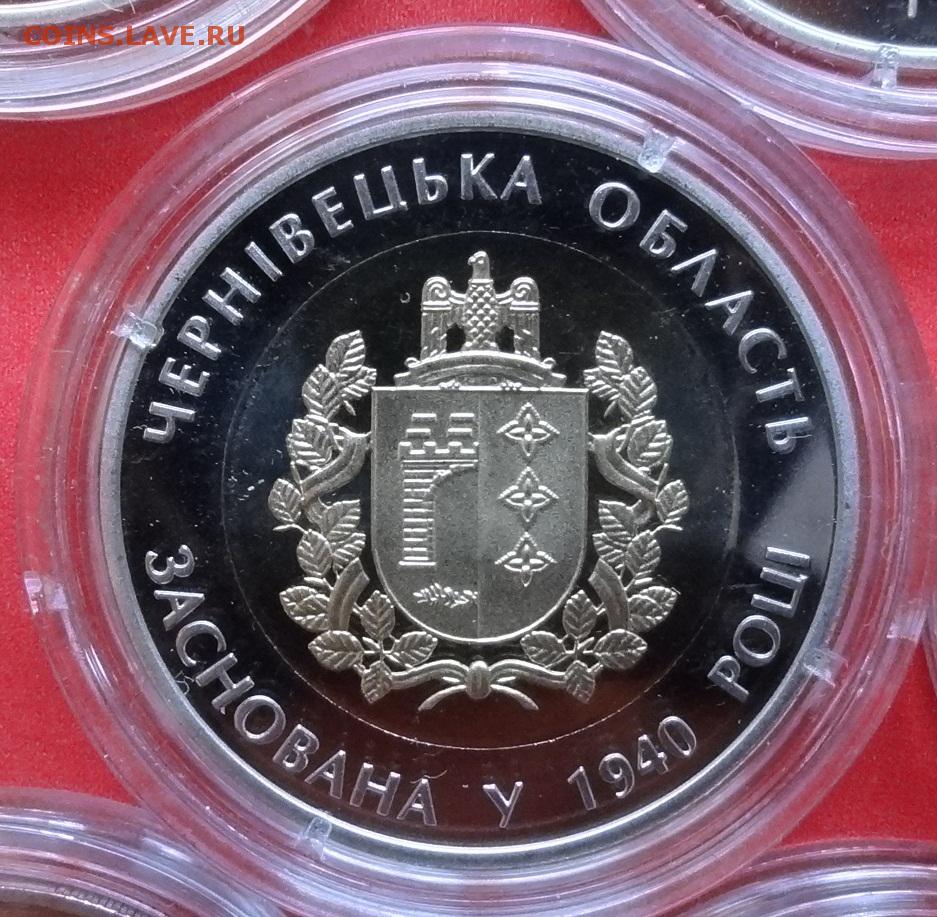 COINS.LAVE.RU
ЧЕРНІВЕЦЬКА ОБЛАСТЬ
ЗАСНОВАНА У 1940 РОЦІ